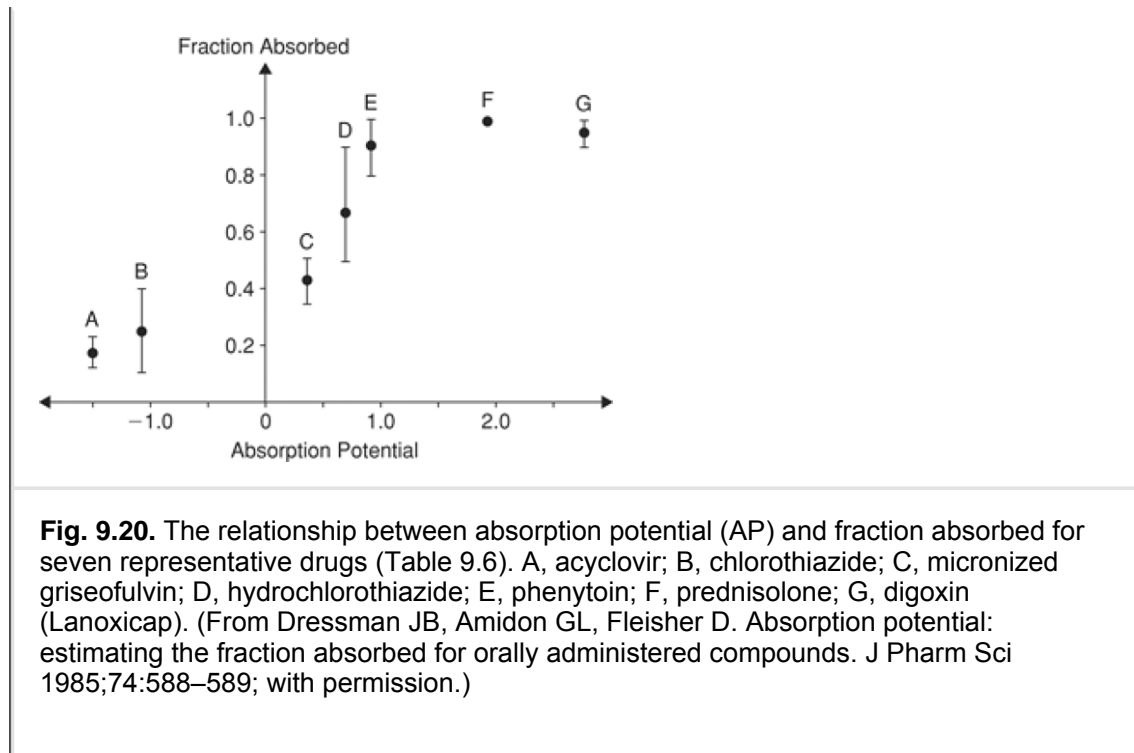 Fraction Absorbed
1.0
0.8
0.6
0.4
0.2
A
B
C
D
E
F
G
−1.0
0
1.0
2.0
Absorption Potential
Fig. 9.20. The relationship between absorption potential (AP) and fraction absorbed for
seven representative drugs (Table 9.6). A, acyclovir; B, chlorothiazide; C, micronized
griseofulvin; D, hydrochlorothiazide; E, phenytoin; F, prednisolone; G, digoxin
(Lanoxicap). (From Dressman JB, Amidon GL, Fleisher D. Absorption potential:
estimating the fraction absorbed for orally administered compounds. J Pharm Sci
1985;74:588–589; with permission.)